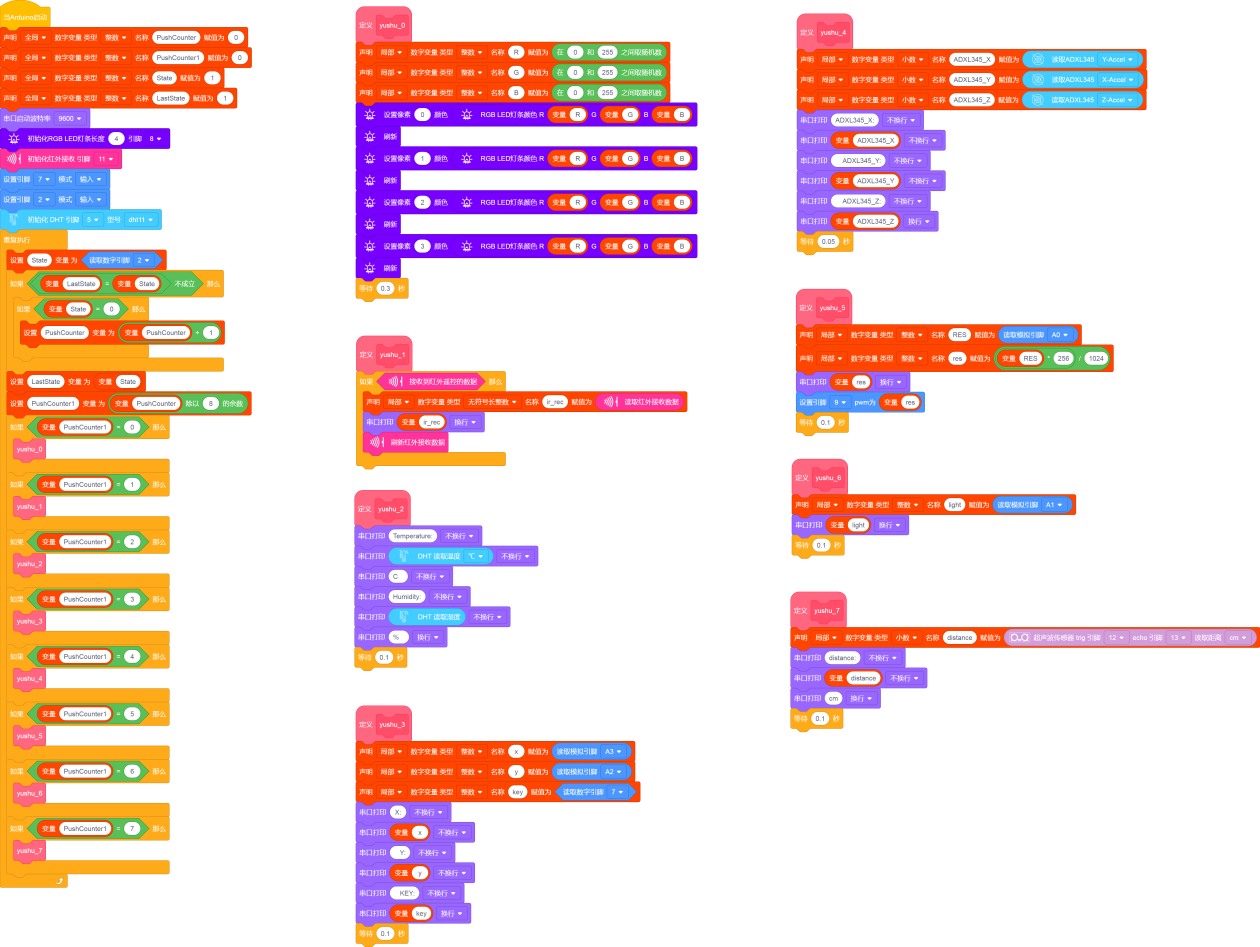 当Arduino启动
声明 全局 数字变量 类型 整数 名称 PushCounter 赋值为 0
声明 全局 数字变量 类型 整数 名称 PushCounter1 赋值为 0
声明 全局 数字变量 类型 整数 名称 State 赋值为 1
声明 全局 数字变量 类型 整数 名称 LastState 赋值为 1
串口启动波特率 9600
初始化RGB LED灯条长度 4 引脚 8
初始化红外接收 引脚 11
设置引脚 7 模式 输入
设置引脚 2 模式 输入
初始化 DHT 引脚 5 型号 dht11
重复执行
设置 State 变量 为 读取数字引脚 2
如果 变量 LastState = 变量 State 不成立 那么
如果 变量 State = 0 那么
设置 PushCounter 变量 为 变量 PushCounter + 1
设置 LastState 变量 为 变量 State
设置 PushCounter1 变量 为 变量 PushCounter 除以 8 的余数
如果 变量 PushCounter1 = 0 那么
yushu_0
如果 变量 PushCounter1 = 1 那么
yushu_1
如果 变量 PushCounter1 = 2 那么
yushu_2
如果 变量 PushCounter1 = 3 那么
yushu_3
如果 变量 PushCounter1 = 4 那么
yushu_4
如果 变量 PushCounter1 = 5 那么
yushu_5
如果 变量 PushCounter1 = 6 那么
yushu_6
如果 变量 PushCounter1 = 7 那么
yushu_7
定义 yushu_0
声明 局部 数字变量 类型 整数 名称 R 赋值为 在 0 和 255 之间取随机数
声明 局部 数字变量 类型 整数 名称 G 赋值为 在 0 和 255 之间取随机数
声明 局部 数字变量 类型 整数 名称 B 赋值为 在 0 和 255 之间取随机数
设置像素 0 颜色 RGB LED灯条颜色 R 变量 R G 变量 G B 变量 B
刷新
设置像素 1 颜色 RGB LED灯条颜色 R 变量 R G 变量 G B 变量 B
刷新
设置像素 2 颜色 RGB LED灯条颜色 R 变量 R G 变量 G B 变量 B
刷新
设置像素 3 颜色 RGB LED灯条颜色 R 变量 R G 变量 G B 变量 B
刷新
等待 0.3 秒
定义 yushu_1
如果 接收到红外遥控的数据 那么
声明 局部 数字变量 类型 无符号长整数 名称 ir_rec 赋值为 读取红外接收数据
串口打印 变量 ir_rec 换行
刷新红外接收数据
定义 yushu_2
串口打印 Temperature: 不换行
串口打印 DHT 读取温度 ℃ 不换行
串口打印 C 不换行
串口打印 Humidity: 不换行
串口打印 DHT 读取湿度 不换行
串口打印 % 换行
等待 0.1 秒
定义 yushu_3
声明 局部 数字变量 类型 整数 名称 x 赋值为 读取模拟引脚 A3
声明 局部 数字变量 类型 整数 名称 y 赋值为 读取模拟引脚 A2
声明 局部 数字变量 类型 整数 名称 key 赋值为 读取数字引脚 7
串口打印 X: 不换行
串口打印 变量 x 不换行
串口打印 Y: 不换行
串口打印 变量 y 不换行
串口打印 KEY: 不换行
串口打印 变量 key 换行
等待 0.1 秒
定义 yushu_4
声明 局部 数字变量 类型 小数 名称 ADXL345_X 赋值为 读取ADXL345 Y-Accel
声明 局部 数字变量 类型 小数 名称 ADXL345_Y 赋值为 读取ADXL345 X-Accel
声明 局部 数字变量 类型 小数 名称 ADXL345_Z 赋值为 读取ADXL345 Z-Accel
串口打印 ADXL345_X: 不换行
串口打印 变量 ADXL345_X 不换行
串口打印 ADXL345_Y: 不换行
串口打印 变量 ADXL345_Y 不换行
串口打印 ADXL345_Z: 不换行
串口打印 变量 ADXL345_Z 换行
等待 0.05 秒
定义 yushu_5
声明 局部 数字变量 类型 整数 名称 RES 赋值为 读取模拟引脚 A0
声明 局部 数字变量 类型 整数 名称 res 赋值为 变量 RES * 256 / 1024
串口打印 变量 res 换行
设置引脚 9 pwm为 变量 res
等待 0.1 秒
定义 yushu_6
声明 局部 数字变量 类型 整数 名称 light 赋值为 读取模拟引脚 A1
串口打印 变量 light 换行
等待 0.1 秒
定义 yushu_7
声明 局部 数字变量 类型 小数 名称 distance 赋值为 超声波传感器 trig 引脚 12 echo 引脚 13 读取距离 cm
串口打印 distance: 不换行
串口打印 变量 distance 不换行
串口打印 cm 换行
等待 0.1 秒